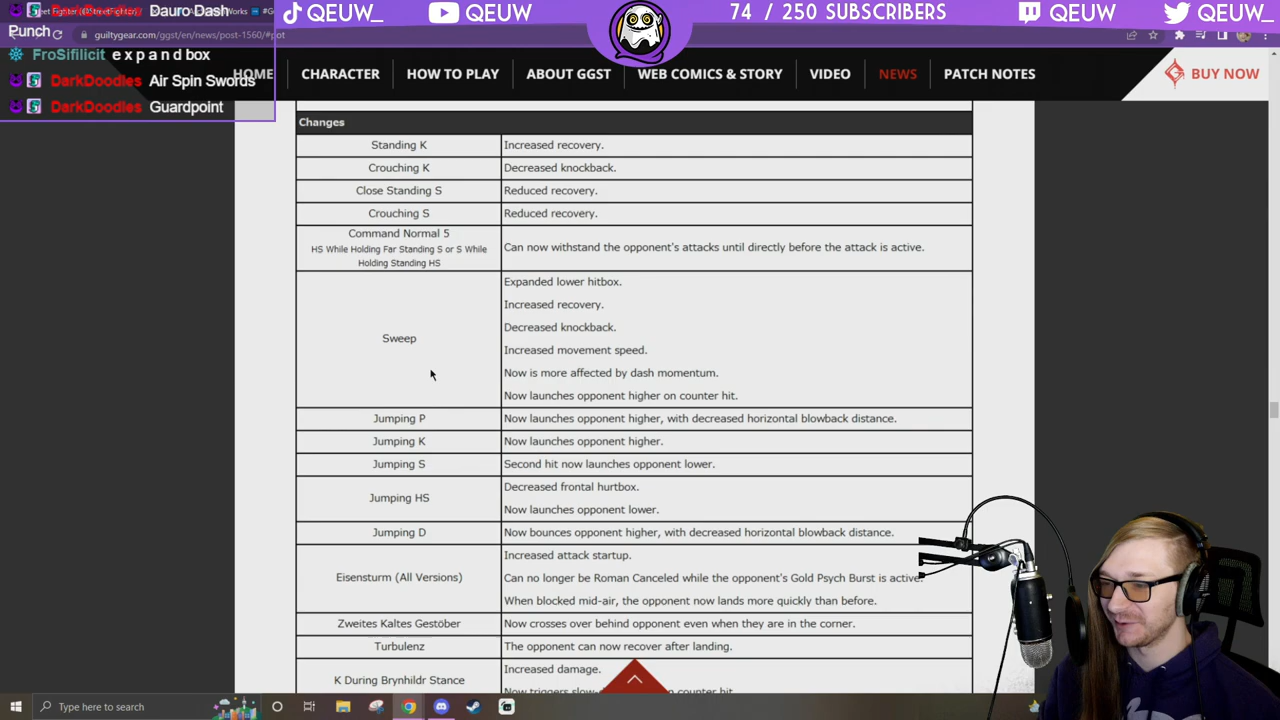 Dauro Dash
Punch
FroSifilicit e x p a n d box
DarkDoodles Air Spin Swords
DarkDoodles Guardpoint
QEUW_
QEUW
74 / 250 SUBSCRIBERS
QEUW
QEUW_
guiltygear.com/ggst/en/news/post-1560/#pot
HOME
CHARACTER
HOW TO PLAY
ABOUT GGST
WEB COMICS & STORY
VIDEO
NEWS
PATCH NOTES
BUY NOW
Changes
Standing K
Increased recovery.
Crouching K
Decreased knockback.
Close Standing S
Reduced recovery.
Crouching S
Reduced recovery.
Command Normal 5
HS While Holding Far Standing S or S While
Holding Standing HS
Can now withstand the opponent's attacks until directly before the attack is active.
Sweep
Expanded lower hitbox.
Increased recovery.
Decreased knockback.
Increased movement speed.
Now is more affected by dash momentum.
Now launches opponent higher on counter hit.
Jumping P
Now launches opponent higher, with decreased horizontal blowback distance.
Jumping K
Now launches opponent higher.
Jumping S
Second hit now launches opponent lower.
Jumping HS
Decreased frontal hurtbox.
Now launches opponent lower.
Jumping D
Now bounces opponent higher, with decreased horizontal blowback distance.
Eisensturm (All Versions)
Increased attack startup.
Can no longer be Roman Canceled while the opponent's Gold Psych Burst is active.
When blocked mid-air, the opponent now lands more quickly than before.
Zweites Kaltes Gestöber
Now crosses over behind opponent even when they are in the corner.
Turbulenz
The opponent can now recover after landing.
K During Brynhildr Stance
Increased damage.
Now triggers counter hit.
Type here to search